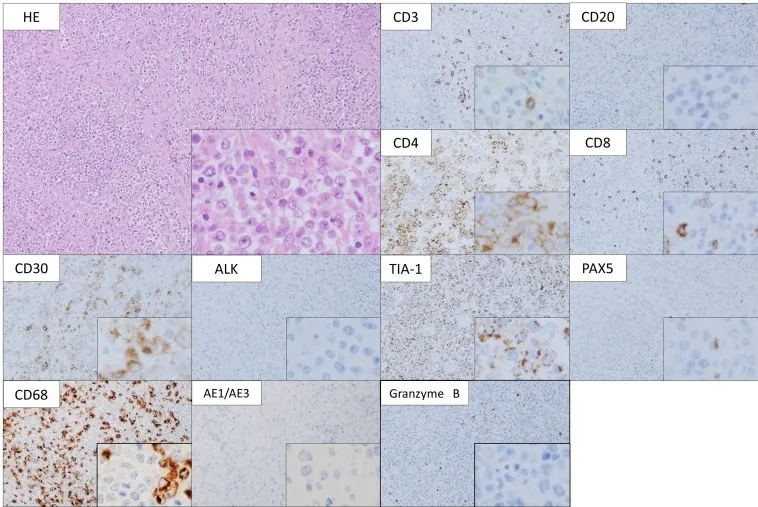 HE
CD3
CD20
CD4
CD8
CD30
ALK
TIA-1
PAX5
CD68
AE1/AE3
Granzyme B